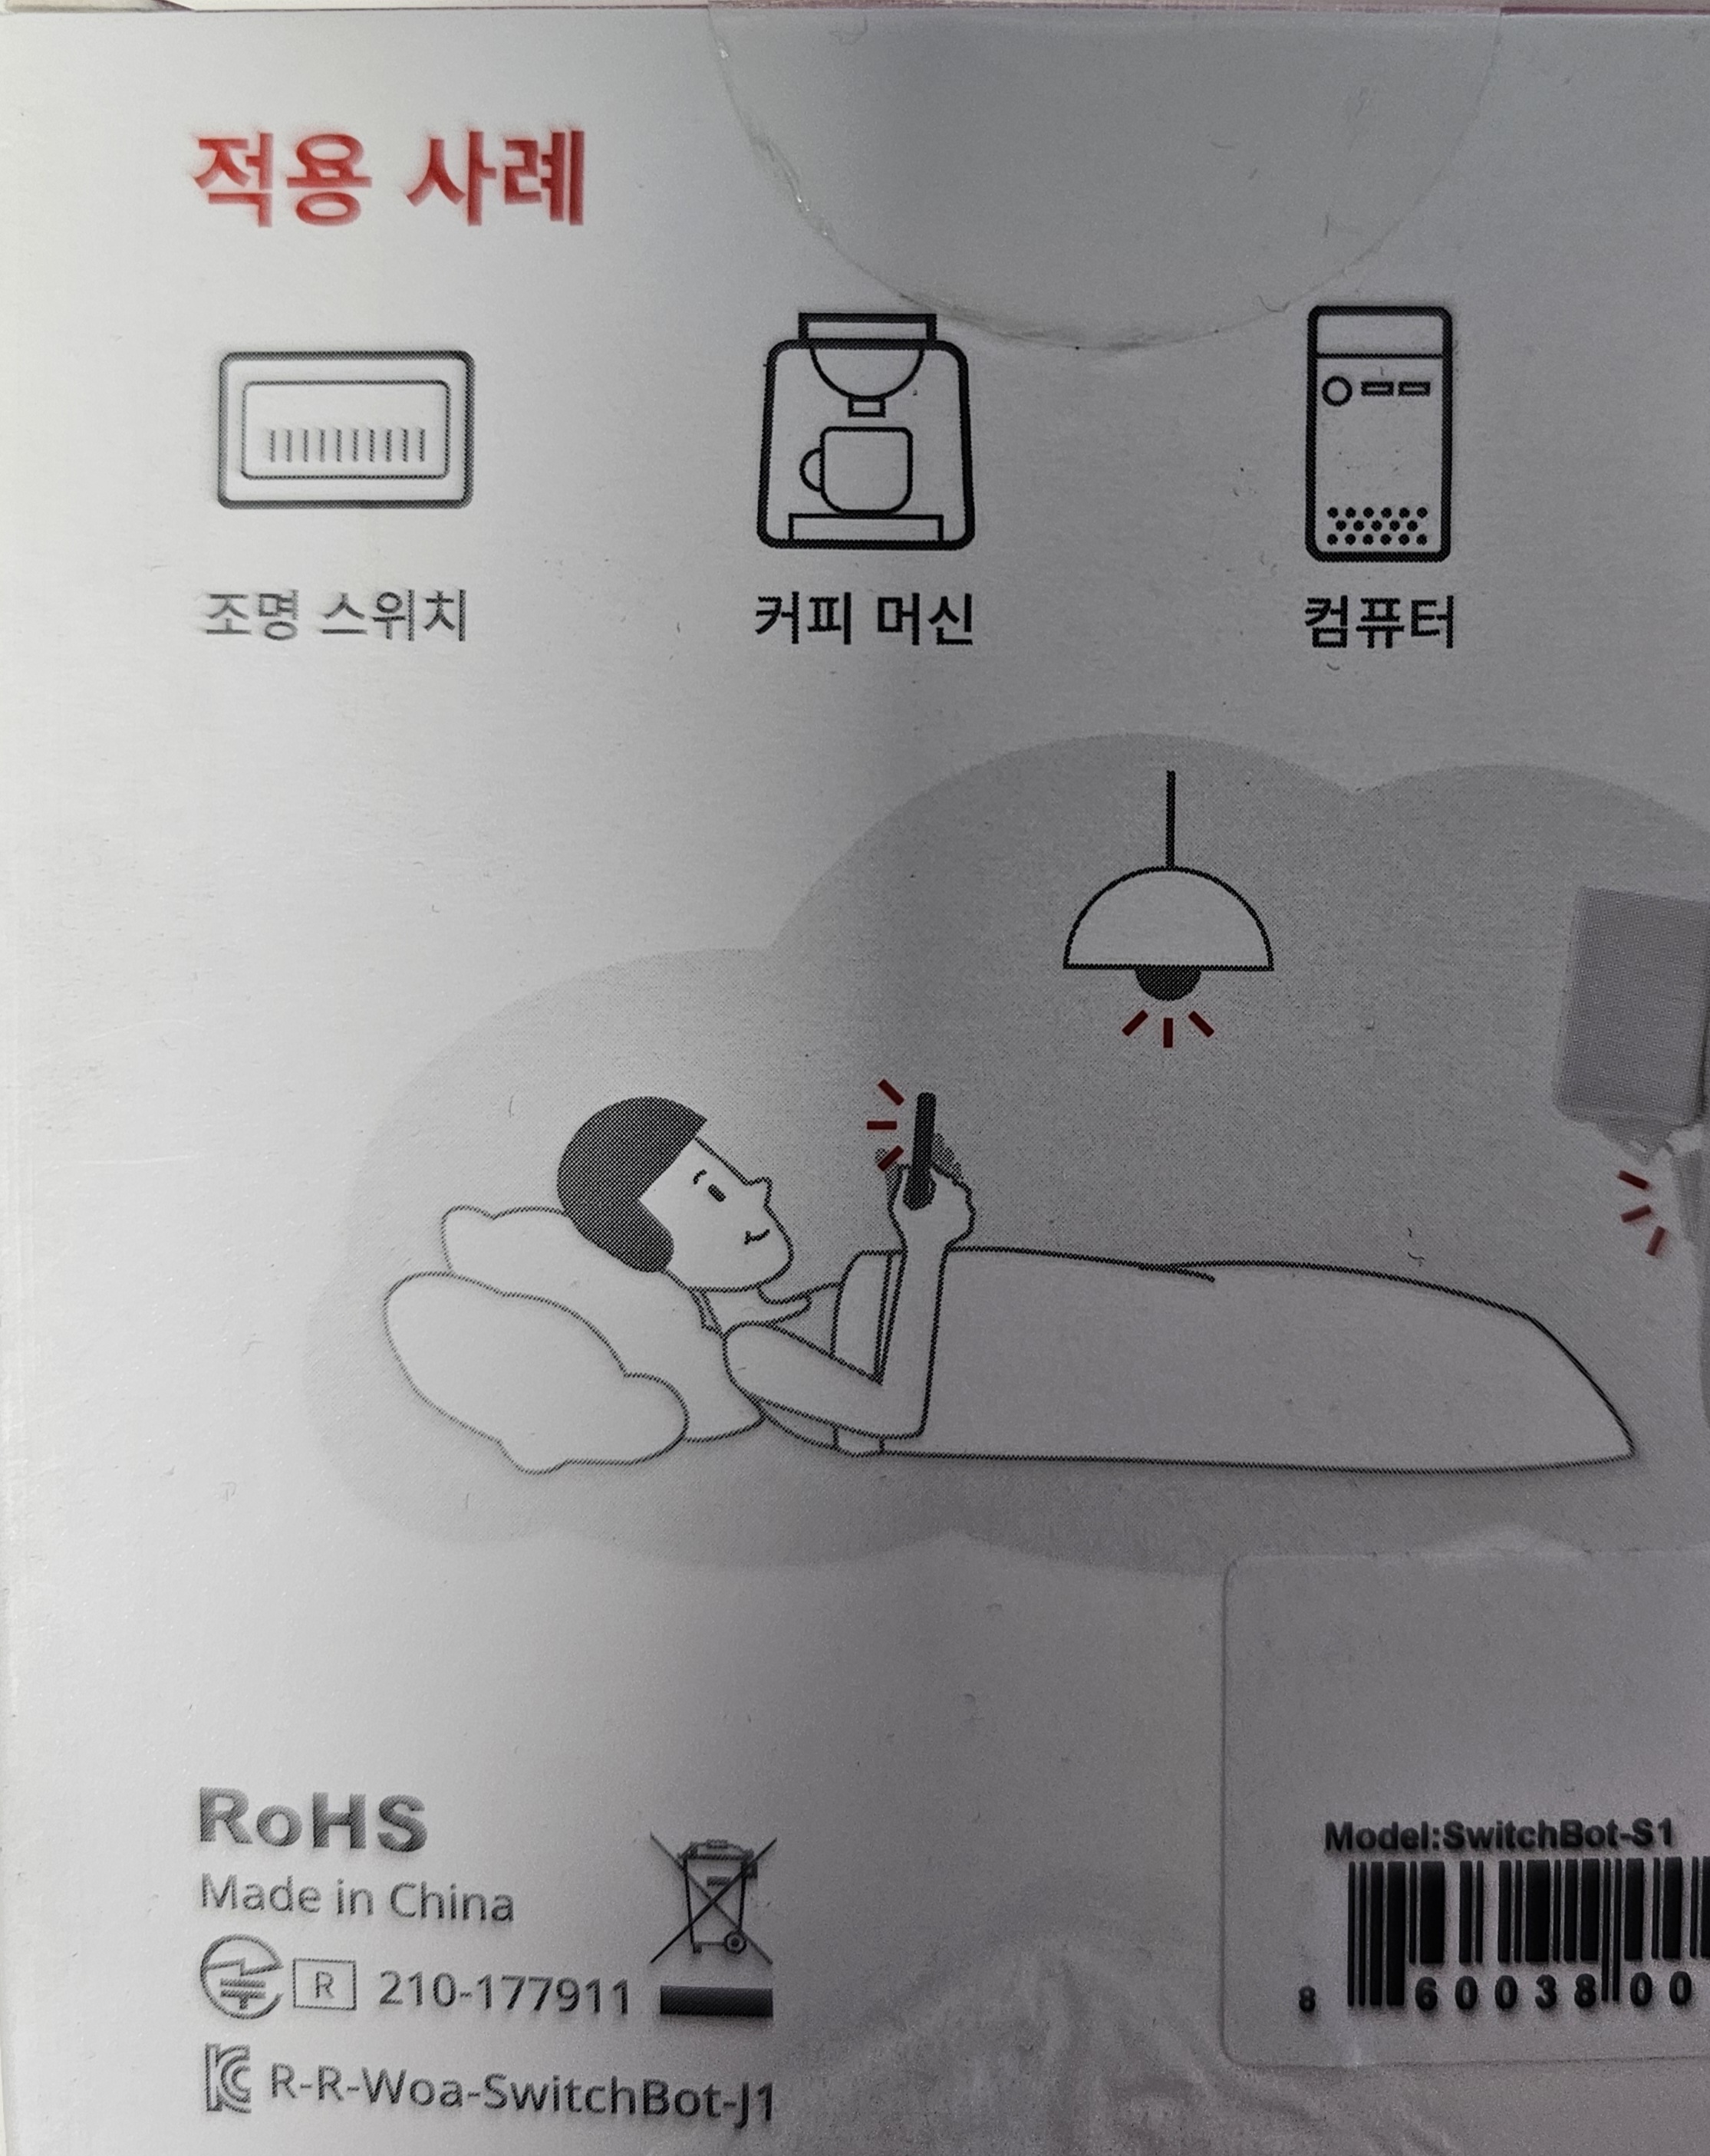 적용 사례
조명 스위치
커피 머신
컴퓨터
RoHS
Made in China
R 210-177911
R-R-Woa-SwitchBot-J1
Model:SwitchBot-S1
8 60038 00